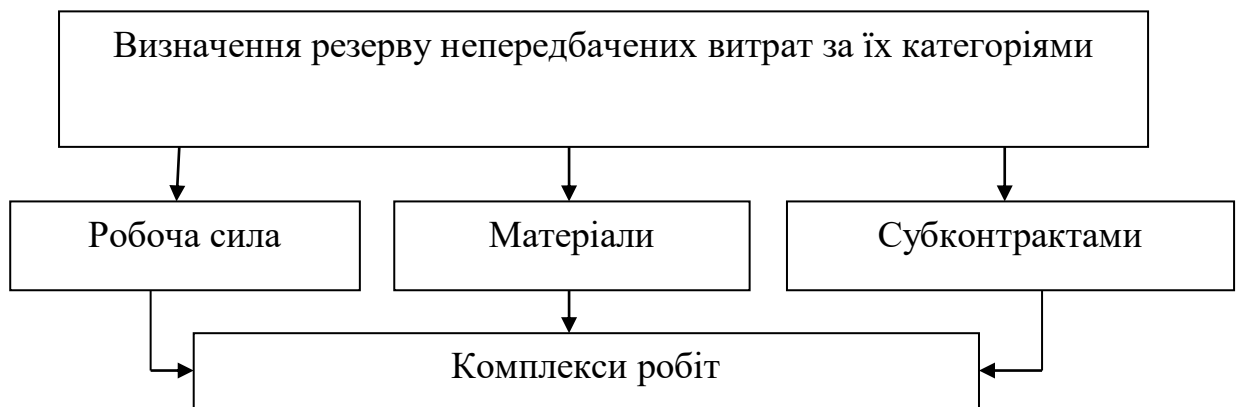 Визначення резерву непередбачених витрат за їх категоріями
Робоча сила
Матеріали
Субконтрактами
Комплекси робіт